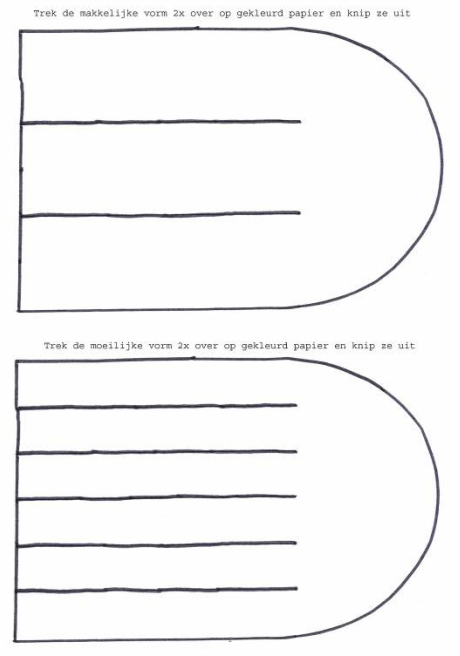 Trek de makkelijke vorm 2x over op gekleurd papier en knip ze uit
Trek de moeilijke vorm 2x over op gekleurd papier en knip ze uit